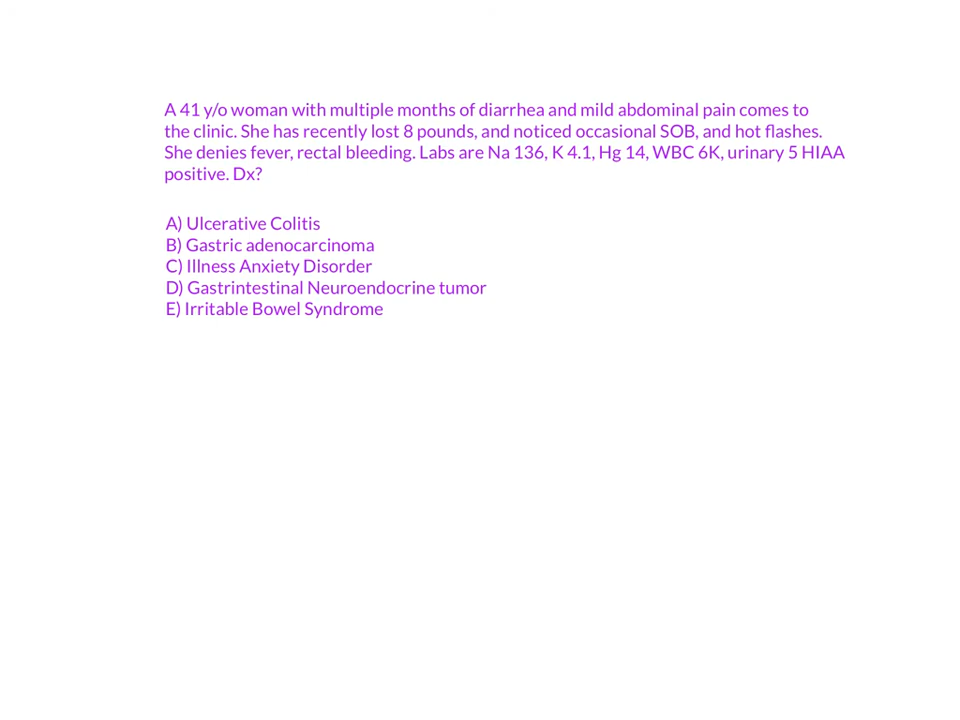 A 41 y/o woman with multiple months of diarrhea and mild abdominal pain comes to
the clinic. She has recently lost 8 pounds, and noticed occasional SOB, and hot flashes.
She denies fever, rectal bleeding. Labs are Na 136, K 4.1, Hg 14, WBC 6K, urinary 5 HIAA
positive. Dx?
A) Ulcerative Colitis
B) Gastric adenocarcinoma
C) Illness Anxiety Disorder
D) Gastrintestinal Neuroendocrine tumor
E) Irritable Bowel Syndrome